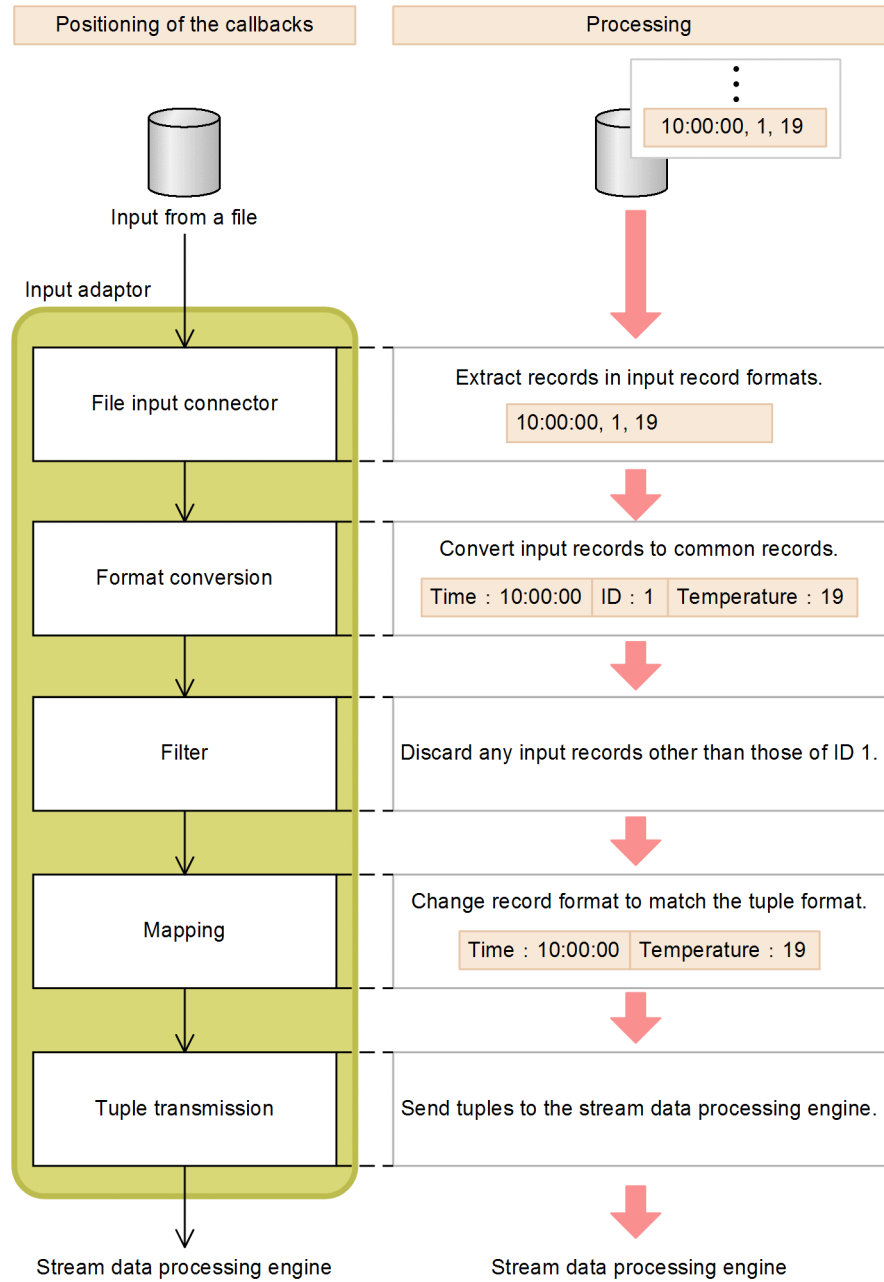 Positioning of the callbacks
Processing
10:00:00, 1, 19
Input from a file
Input adaptor
File input connector
Extract records in input record formats.
10:00:00, 1, 19
Format conversion
Convert input records to common records.
Time : 10:00:00 ID : 1 Temperature : 19
Filter
Discard any input records other than those of ID 1.
Mapping
Change record format to match the tuple format.
Time : 10:00:00 Temperature : 19
Tuple transmission
Send tuples to the stream data processing engine.
Stream data processing engine
Stream data processing engine